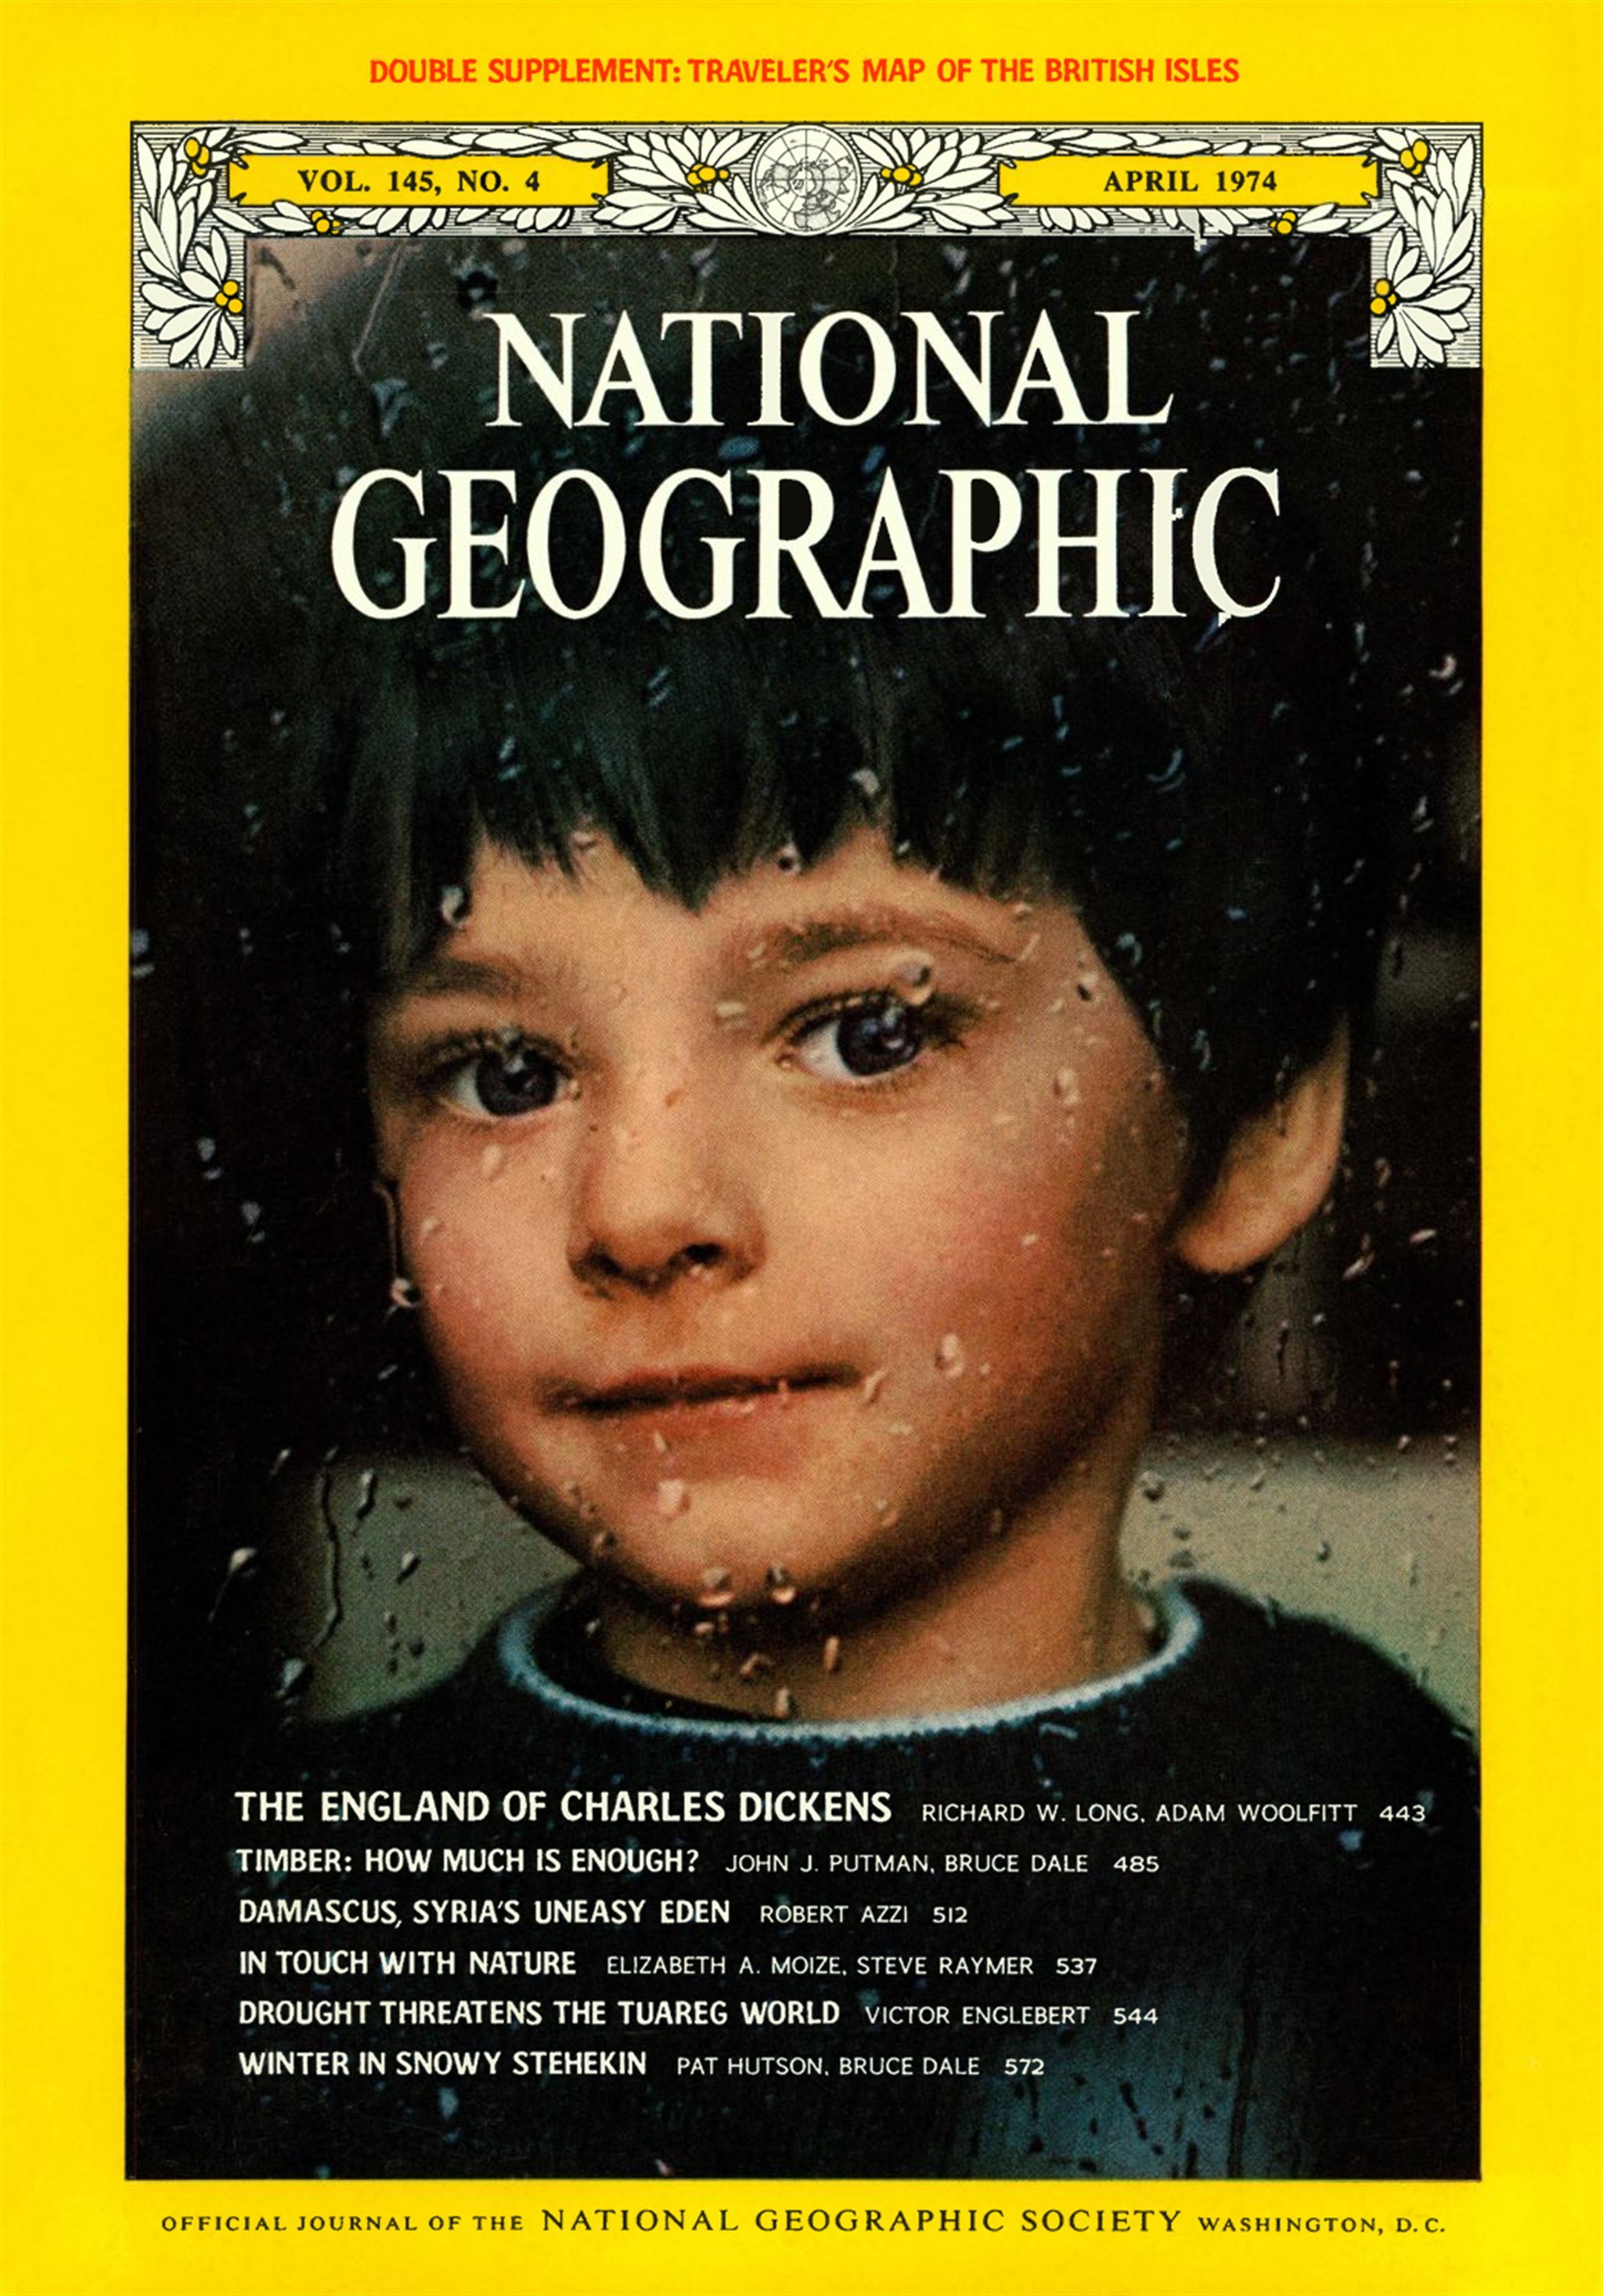 DOUBLE SUPPLEMENT: TRAVELER'S MAP OF THE BRITISH ISLES
VOL. 145, NO. 4
APRIL 1974
NATIONAL
GEOGRAPHIC
THE ENGLAND OF CHARLES DICKENS RICHARD W. LONG, ADAM WOOLFITT 443
TIMBER: HOW MUCH IS ENOUGH? JOHN J. PUTMAN, BRUCE DALE 485
DAMASCUS, SYRIA'S UNEASY EDEN ROBERT AZZI 512
IN TOUCH WITH NATURE ELIZABETH A. MOIZE, STEVE RAYMER 537
DROUGHT THREATENS THE TUAREG WORLD VICTOR ENGLEBERT 544
WINTER IN SNOWY STEHEKIN PAT HUTSON, BRUCE DALE 572
OFFICIAL JOURNAL OF THE NATIONAL GEOGRAPHIC SOCIETY WASHINGTON, D.C.